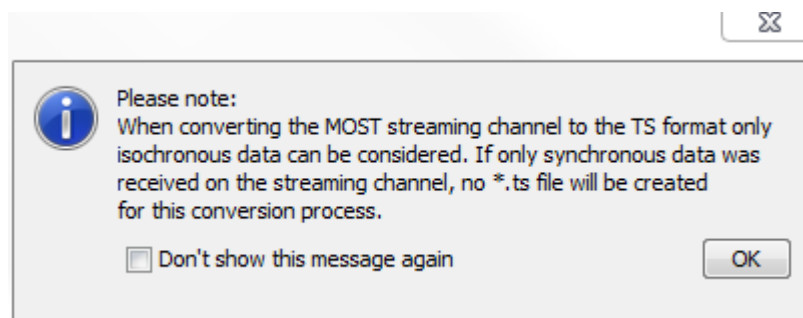 Please note:
When converting the MOST streaming channel to the TS format only
isochronous data can be considered. If only synchronous data was
received on the streaming channel, no *.ts file will be created
for this conversion process.
Don't show this message again
OK